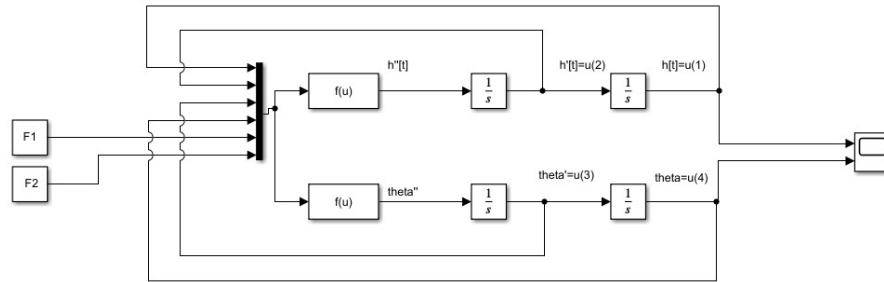 h''[t]
h'[t]=u(2)
h[t]=u(1)
f(u)
1
s
1
s
F1
F2
theta''
theta'=u(3)
theta=u(4)
f(u)
1
s
1
s